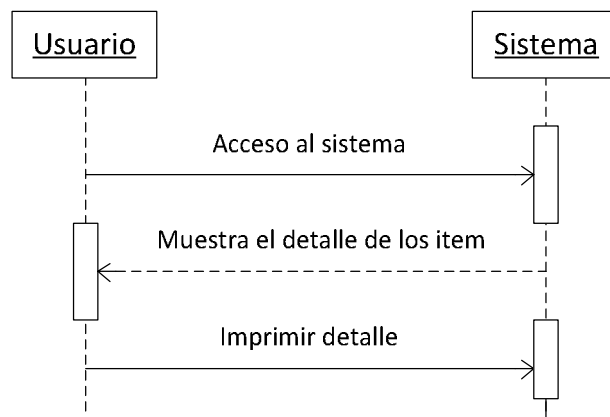 Usuario
Sistema
Acceso al sistema
Muestra el detalle de los item
Imprimir detalle